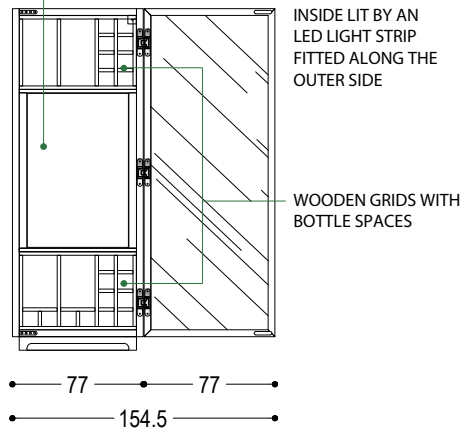 INSIDE LIT BY AN
LED LIGHT STRIP
FITTED ALONG THE
OUTER SIDE
WOODEN GRIDS WITH
BOTTLE SPACES
77 77
154.5